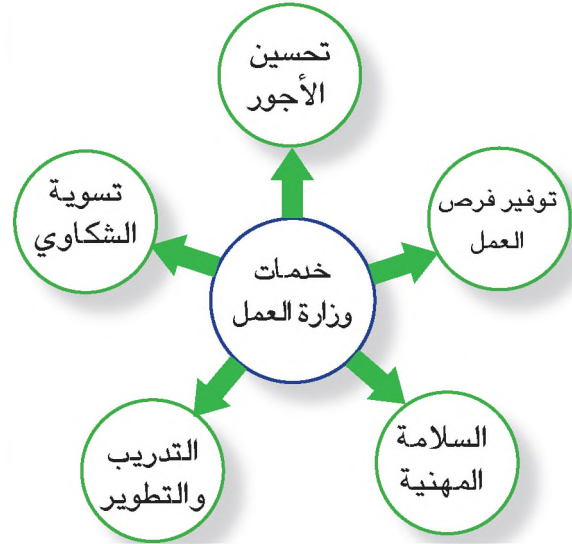 تحسين
الأجور
توفير فرص
العمل
تسوية
الشكاوي
خدمات
وزارة العمل
السلامة
المهنية
التدريب
والتطوير